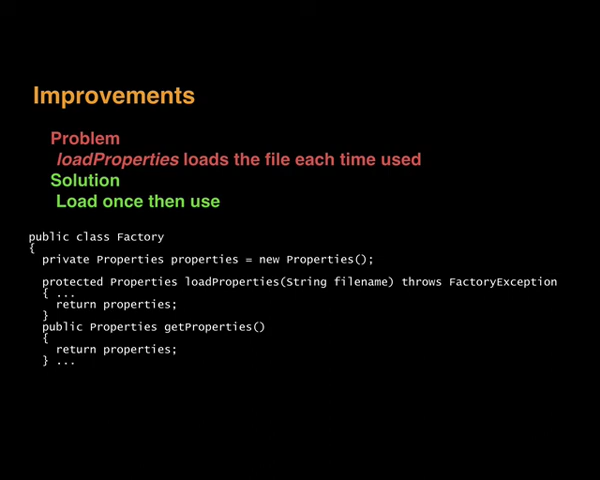 Improvements
Problem
loadProperties loads the file each time used
Solution
Load once then use
public class Factory
{
private Properties properties = new Properties();
protected Properties loadProperties(String filename) throws FactoryException
{ ...
return properties;
}
public Properties getProperties()
{
return properties;
} ...